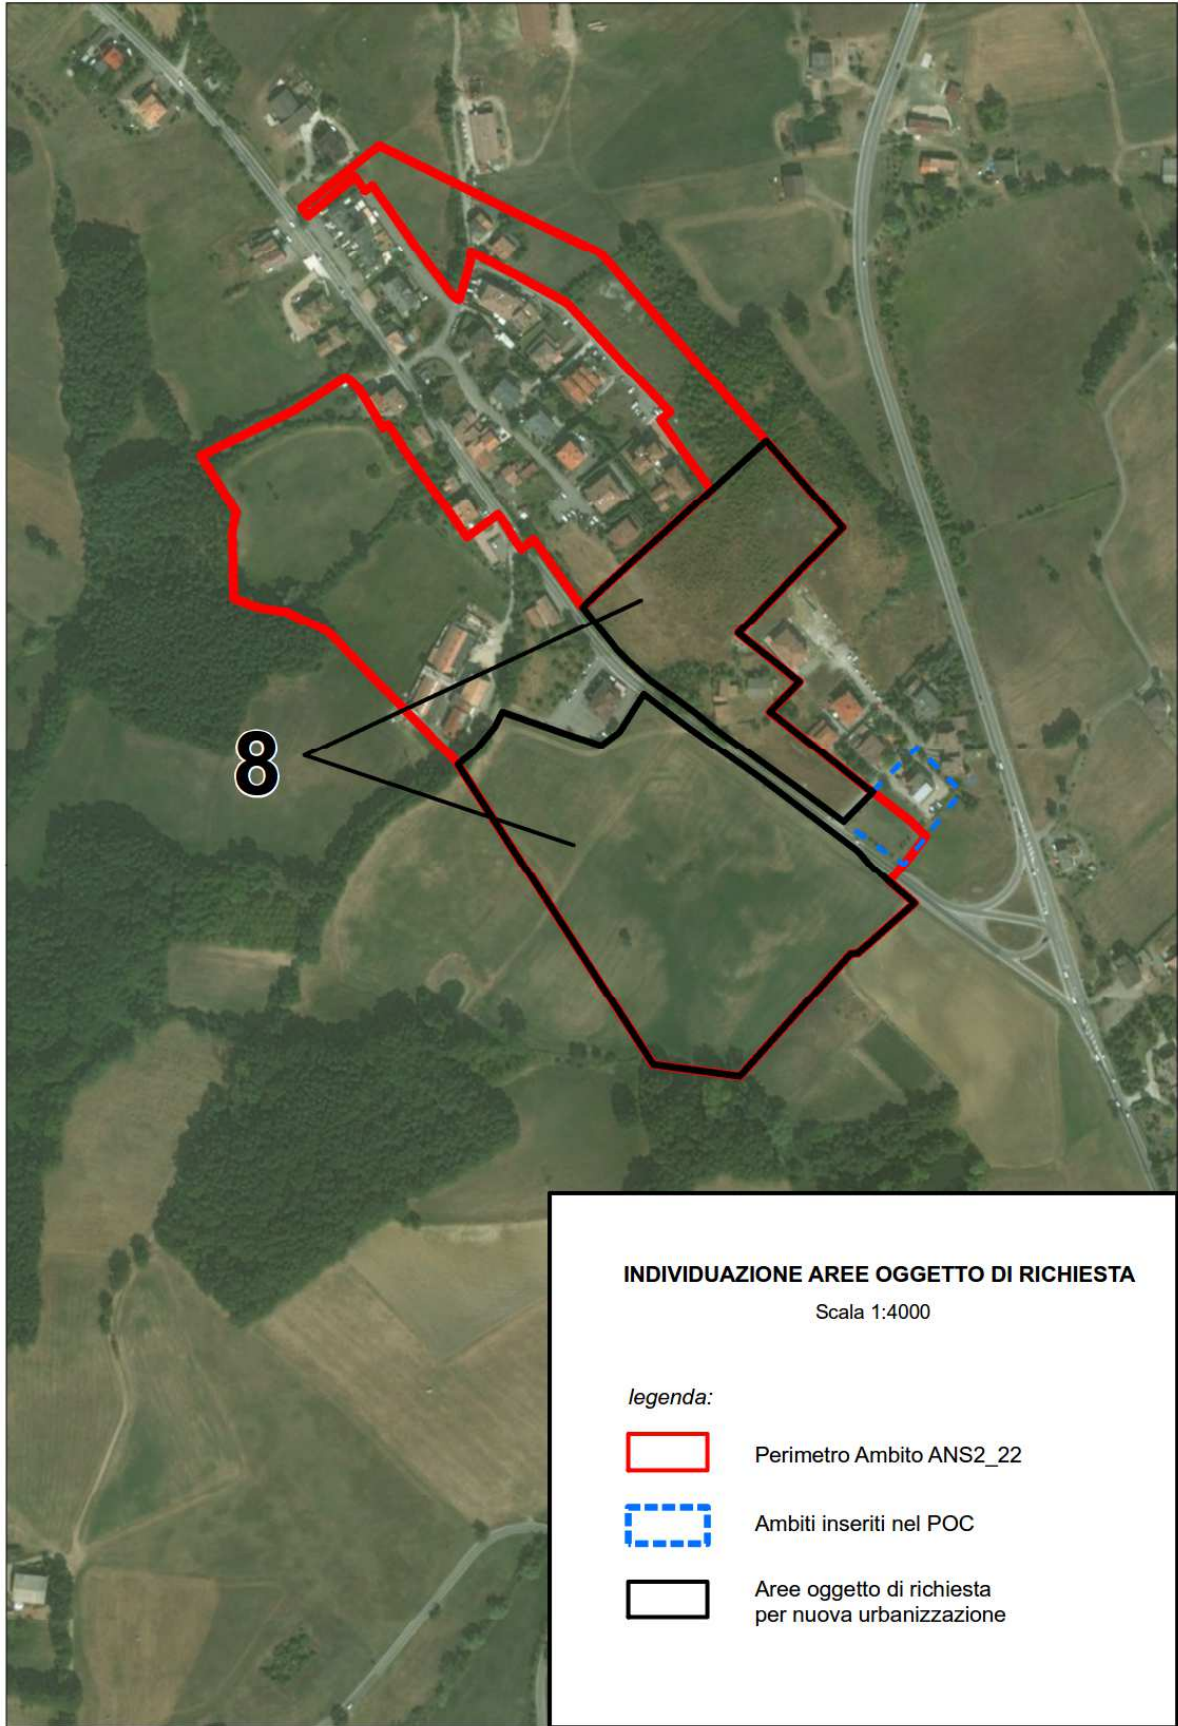 8
INDIVIDUAZIONE AREE OGGETTO DI RICHIESTA
Scala 1:4000
legenda:
Perimetro Ambito ANS2_22
Ambiti inseriti nel POC
Aree oggetto di richiesta
per nuova urbanizzazione